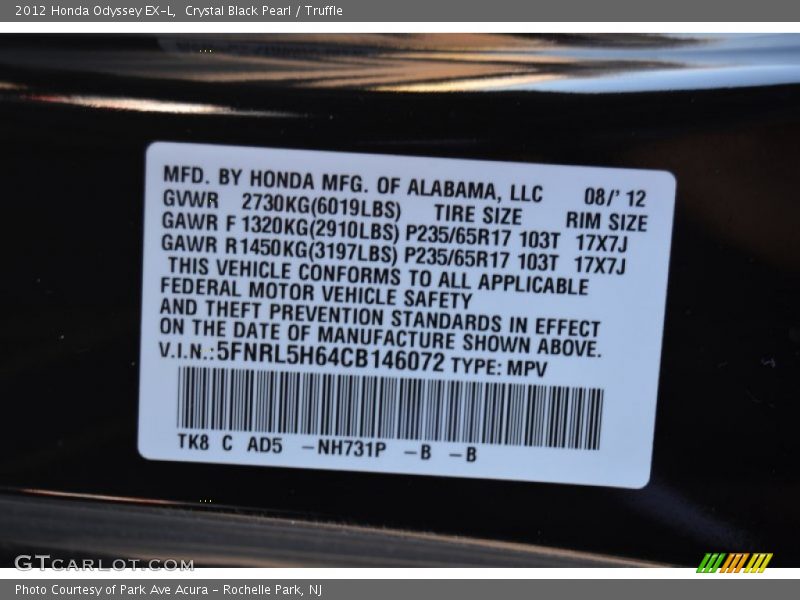 2012 Honda Odyssey EX-L, Crystal Black Pearl / Truffle
MFD. BY HONDA MFG. OF ALABAMA, LLC 08/' 12
GVWR 2730KG(6019LBS) TIRE SIZE RIM SIZE
GAWR F 1320KG(2910LBS) P235/65R17 103T 17X7J
GAWR R1450KG(3197LBS) P235/65R17 103T 17X7J
THIS VEHICLE CONFORMS TO ALL APPLICABLE
FEDERAL MOTOR VEHICLE SAFETY
AND THEFT PREVENTION STANDARDS IN EFFECT
ON THE DATE OF MANUFACTURE SHOWN ABOVE.
V.I.N.:5FNRL5H64CB146072 TYPE: MPV
TK8 C AD5 -NH731P -B -B
GTCARLOT.COM
Photo Courtesy of Park Ave Acura - Rochelle Park, NJ